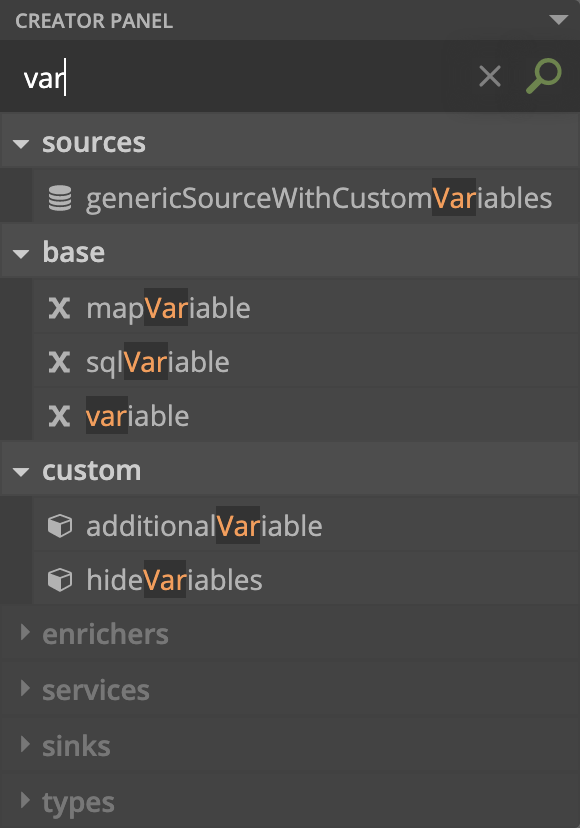 CREATOR PANEL
var
sources
genericSourceWithCustomVariables
base
mapVariable
sqlVariable
variable
custom
additionalVariable
hideVariables
enrichers
services
sinks
types